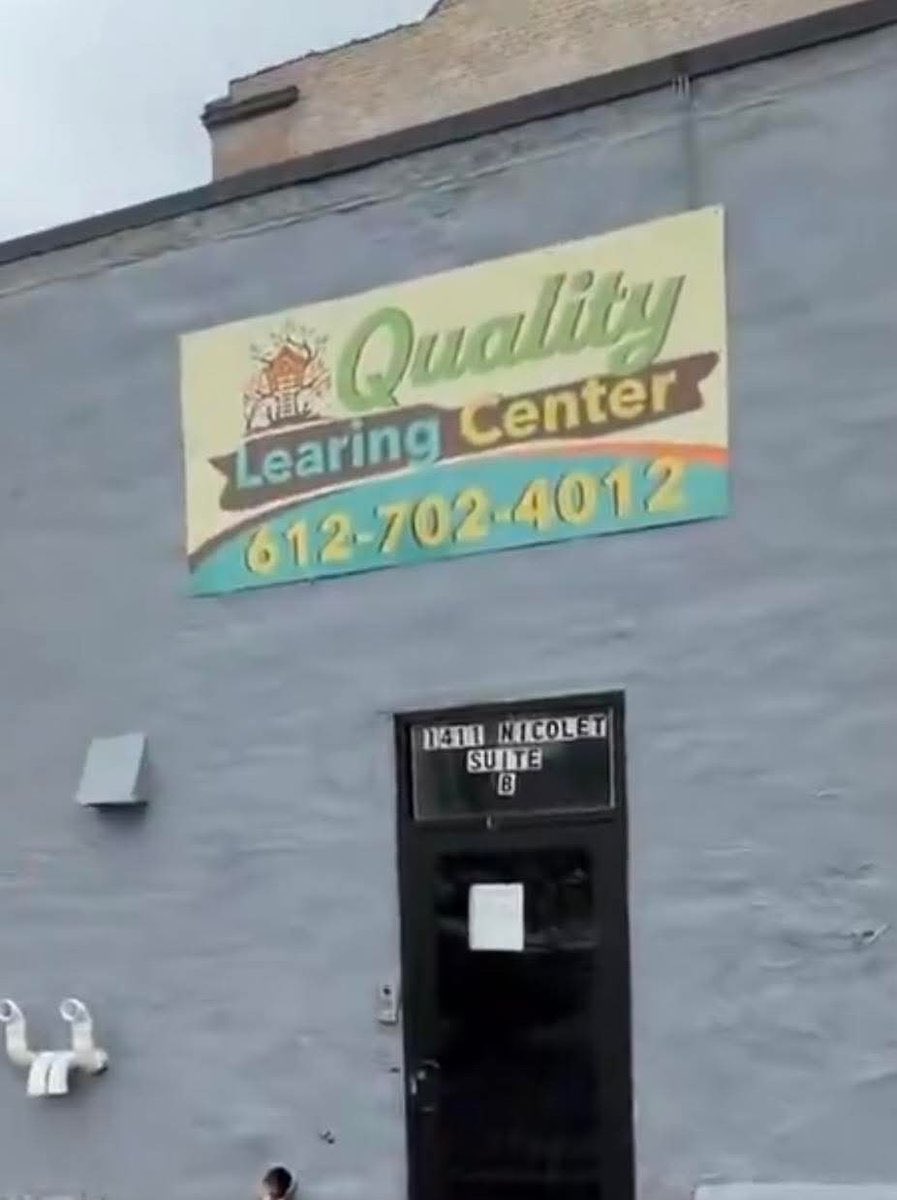 Quality
Learing Center
612-702-4012
1411 NICOLET
SUITE
B